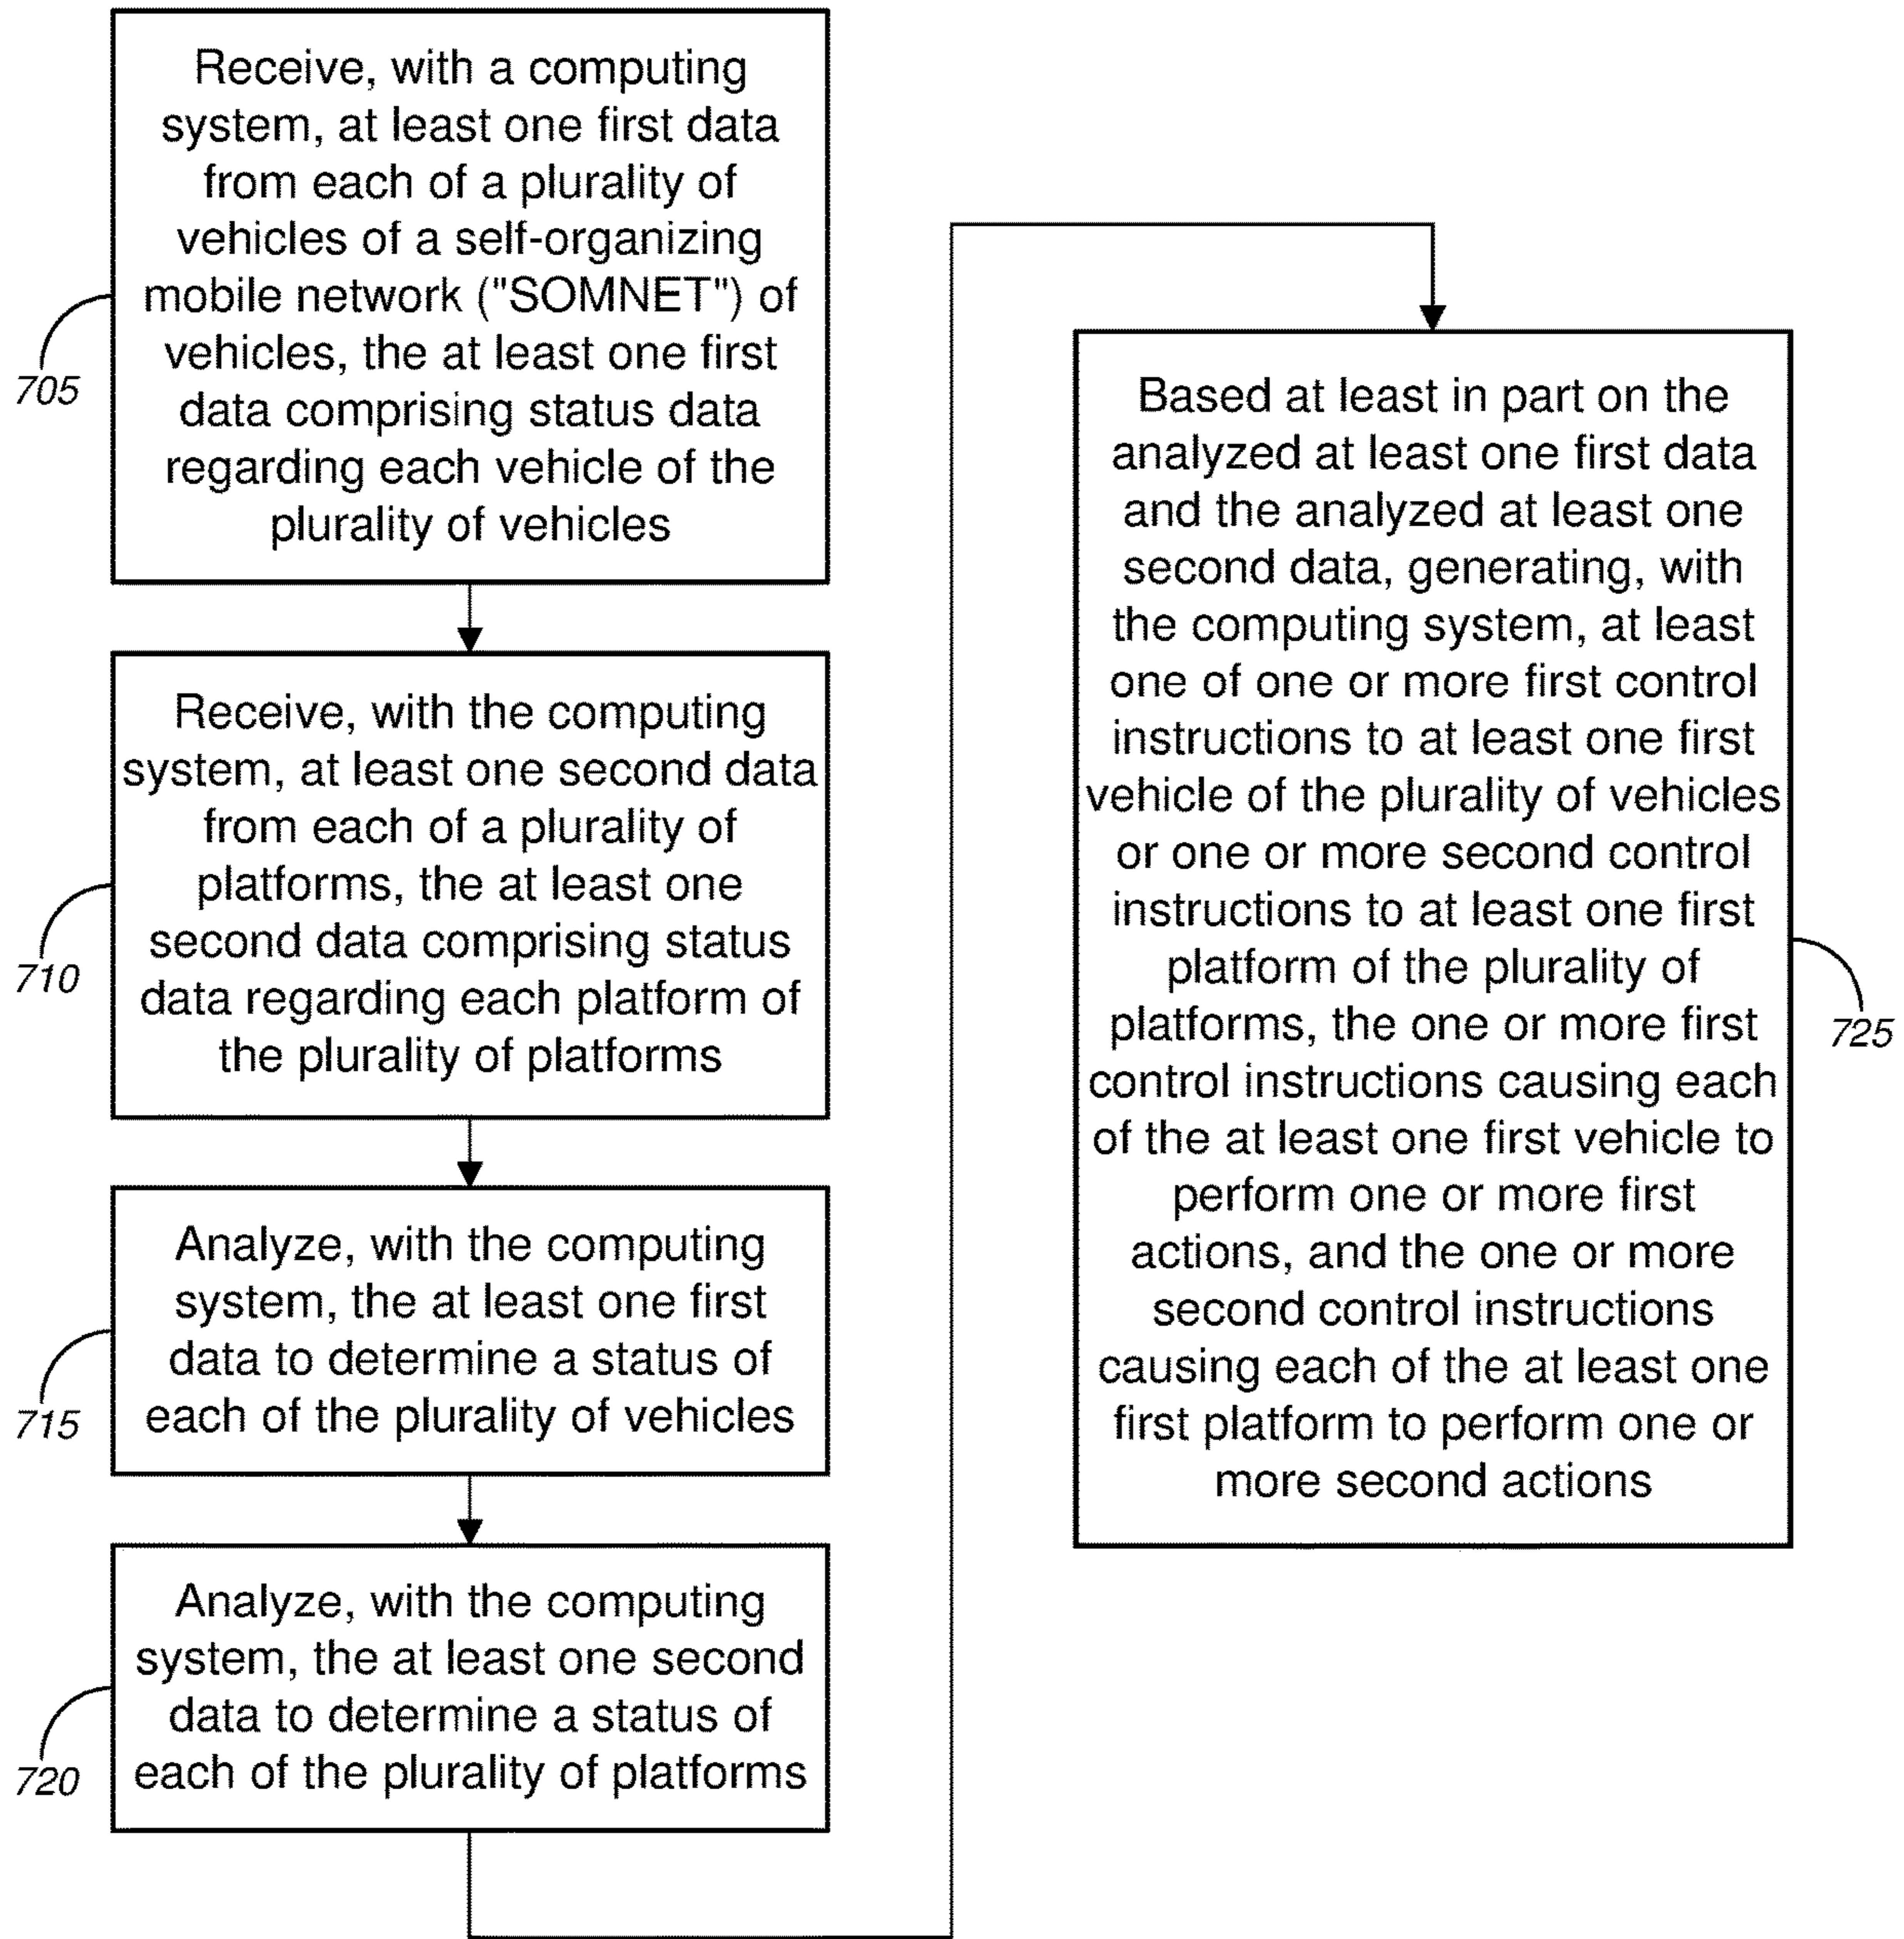 Receive, with a computing
system, at least one first data
from each of a plurality of
vehicles of a self-organizing
mobile network ("SOMNET") of
vehicles, the at least one first
data comprising status data
regarding each vehicle of the
plurality of vehicles
705
Receive, with the computing
system, at least one second data
from each of a plurality of
platforms, the at least one
second data comprising status
data regarding each platform of
the plurality of platforms
710
Analyze, with the computing
system, the at least one first
data to determine a status of
each of the plurality of vehicles
715
Analyze, with the computing
system, the at least one second
data to determine a status of
each of the plurality of platforms
720
Based at least in part on the
analyzed at least one first data
and the analyzed at least one
second data, generating, with
the computing system, at least
one of one or more first control
instructions to at least one first
vehicle of the plurality of vehicles
or one or more second control
instructions to at least one first
platform of the plurality of
platforms, the one or more first
control instructions causing each
of the at least one first vehicle to
perform one or more first
actions, and the one or more
second control instructions
causing each of the at least one
first platform to perform one or
more second actions
725